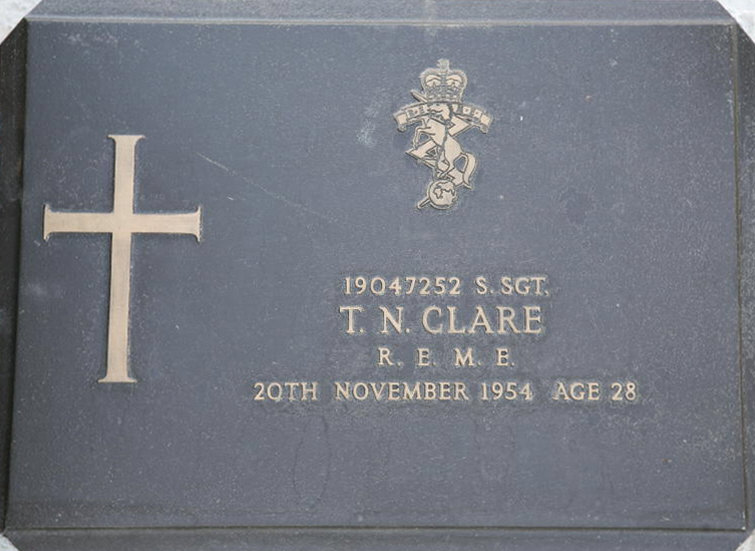 19047252 S. SGT.
T. N. CLARE
R. E. M. E.
20TH NOVEMBER 1954 AGE 28